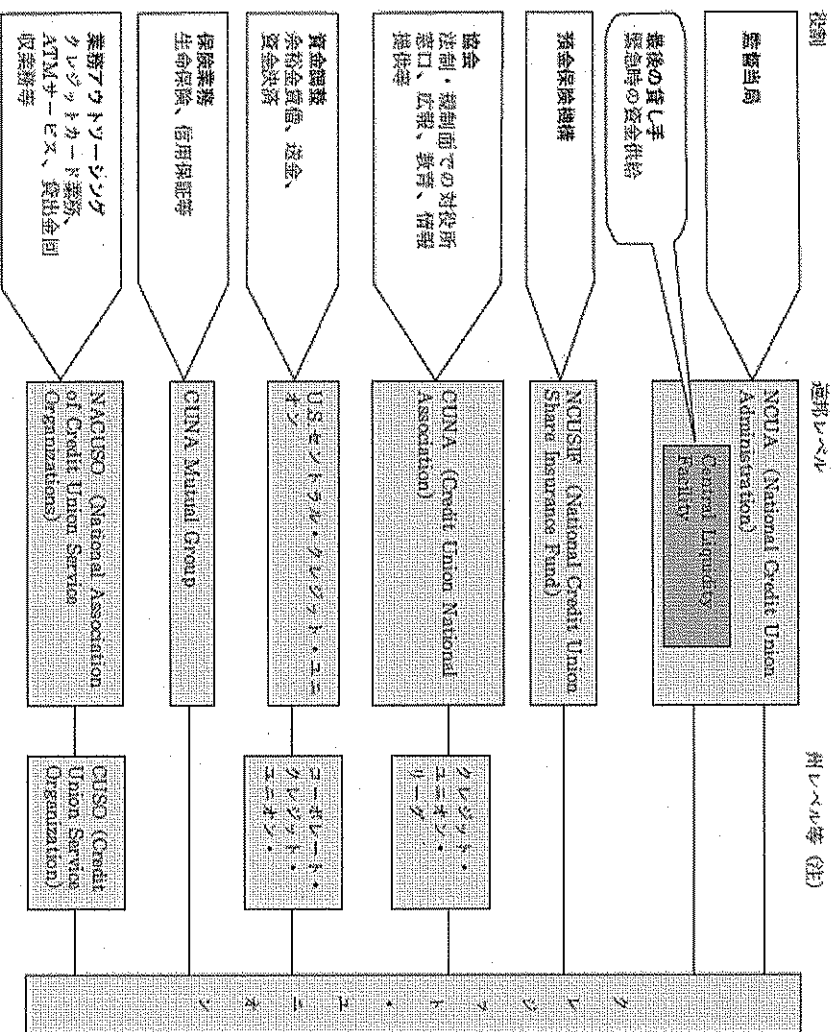 役割
連邦レベル
州レベル等（注）
監督当局
最後の貸し手
緊急時の資金供給
NCUA （National Credit Union
Administration）
Central Liquidity
Facility
預金保険機構
NCUSIF （National Credit Union
Share Insurance Fund）
協会
法制・規制面での対役所
窓口、広報、教育、情報
提供等
CUNA （Credit Union National
Association）
クレジット・
ユニオン・
リーグ
資金調整
余裕金貸借、送金、
資金決済
USセントラル・クレジット・ユニ
オン
コーポレート・
クレジット・
ユニオン・
保険業務
生命保険、信用保証等
CUNA Mutual Group
業務アウトソーシング
クレジットカード業務、
ATMサービス、貸出金回
収業務等
NACUSO （National Association
of Credit Union Service
Organizations）
CUSO （Credit
Union Service
Organization）
クレジット・ユニオン